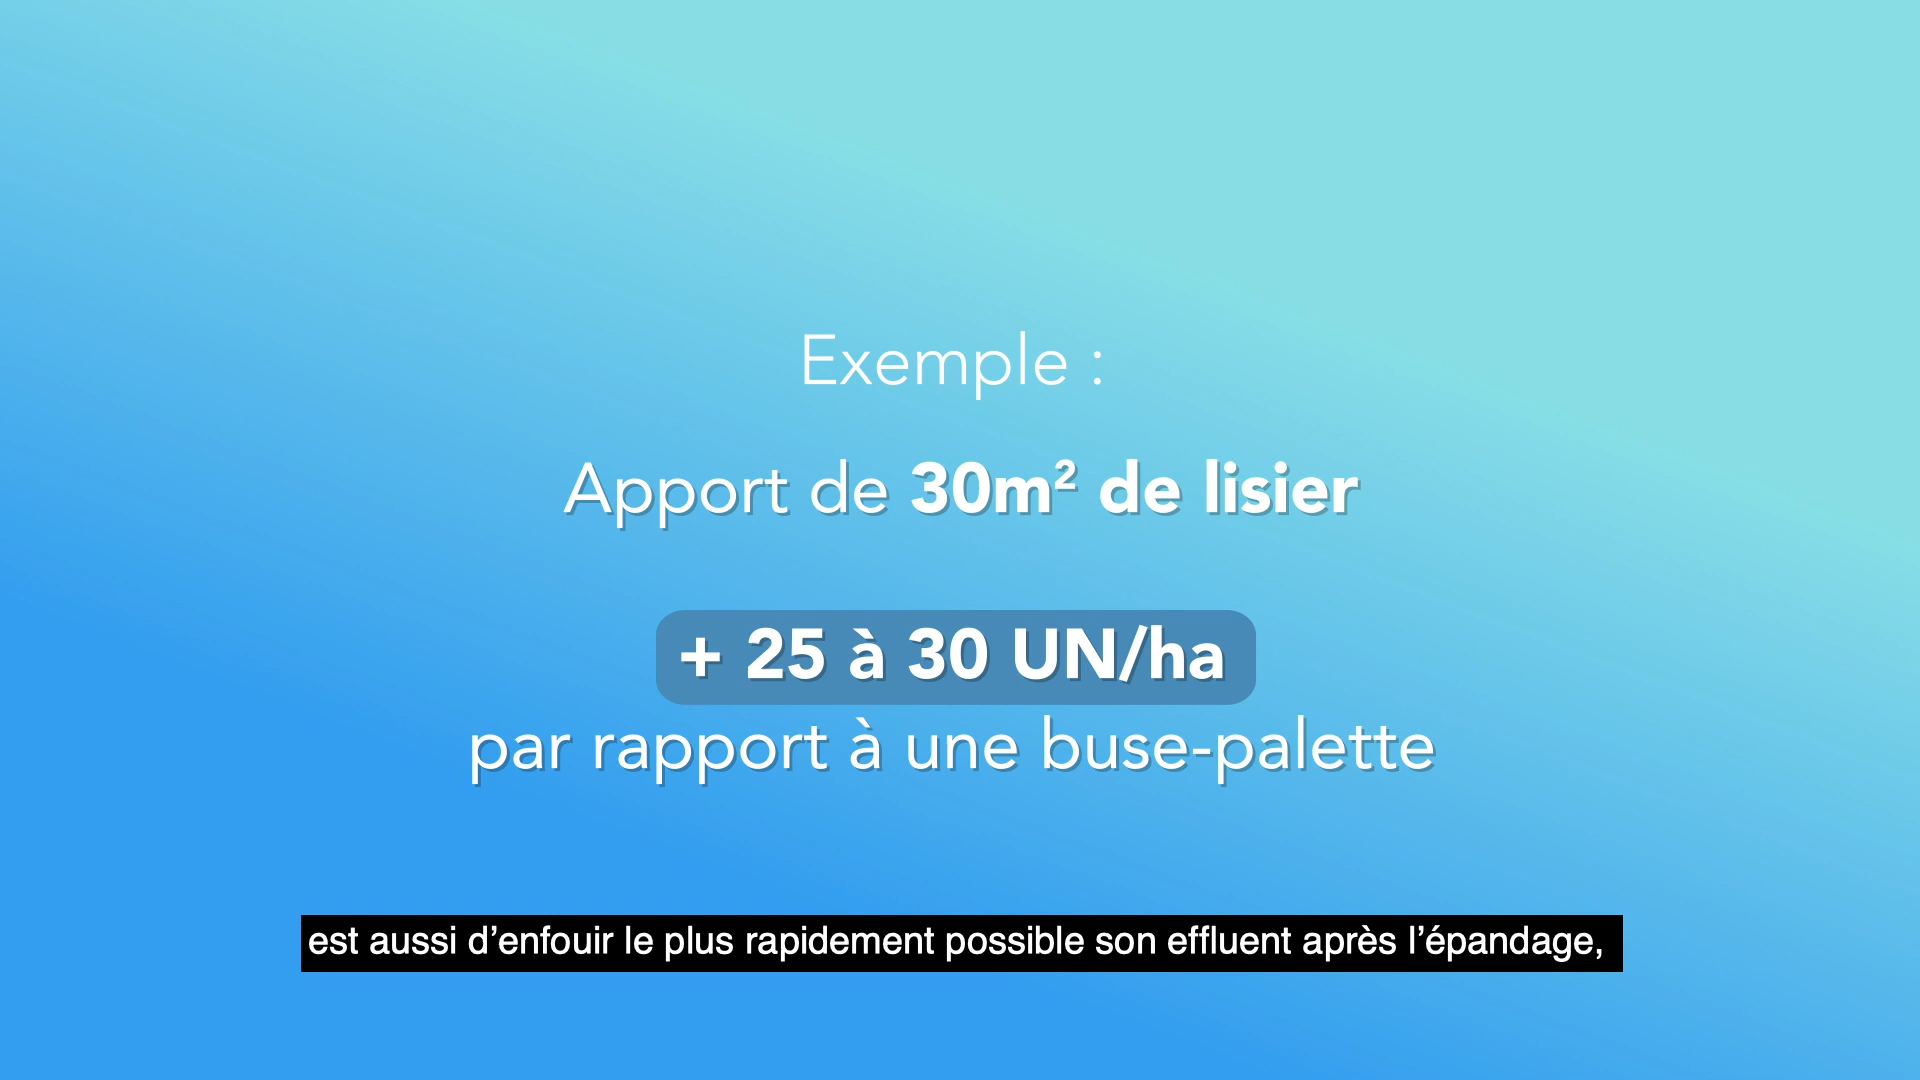 Exemple :
Apport de 30m² de lisier
+ 25 à 30 UN/ha
par rapport à une buse-palette
est aussi d’enfouir le plus rapidement possible son effluent après l’épandage,